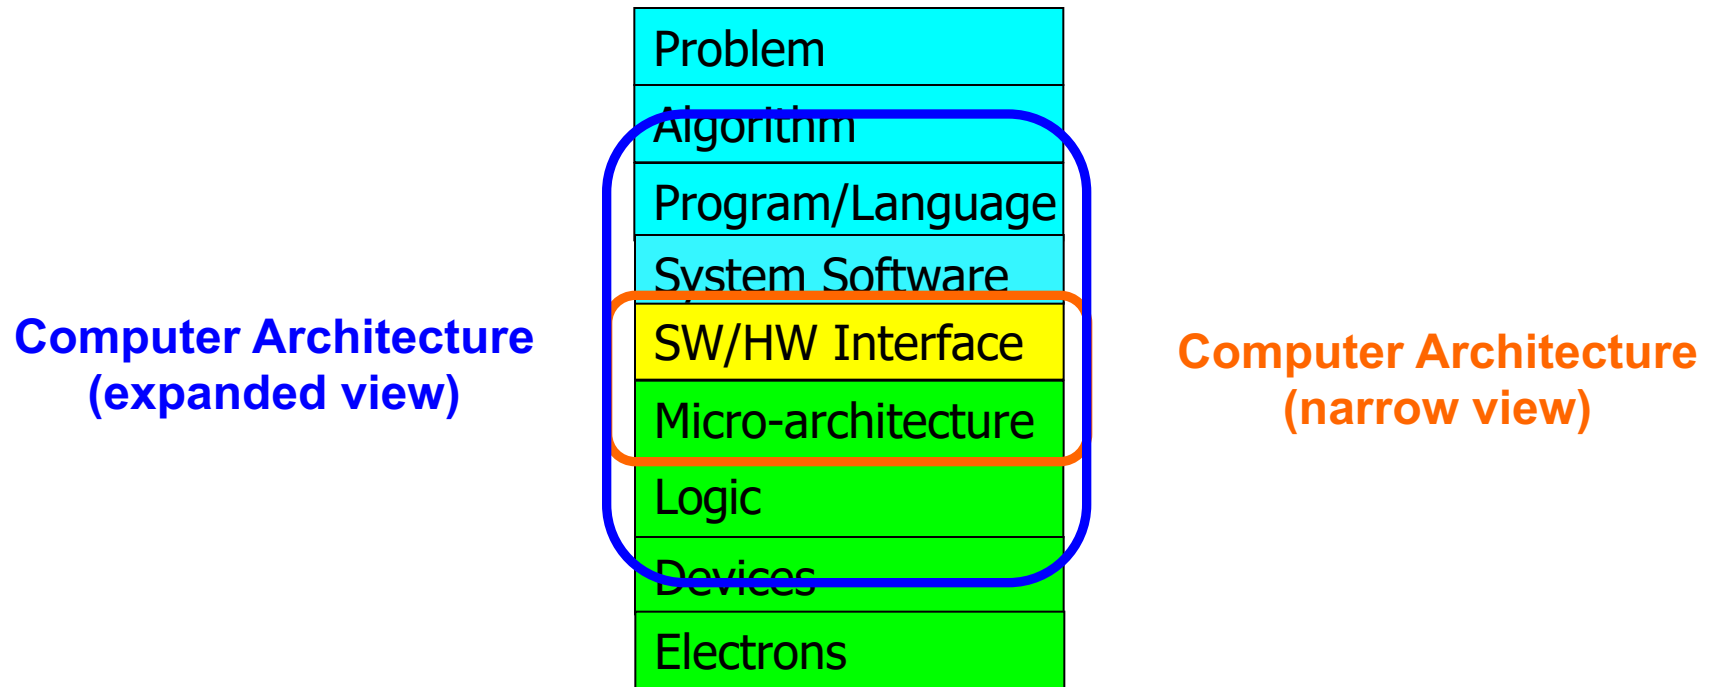 Problem
Algorithm
Program/Language
System Software
SW/HW Interface
Micro-architecture
Logic
Devices
Electrons
Computer Architecture
(expanded view)
Computer Architecture
(narrow view)